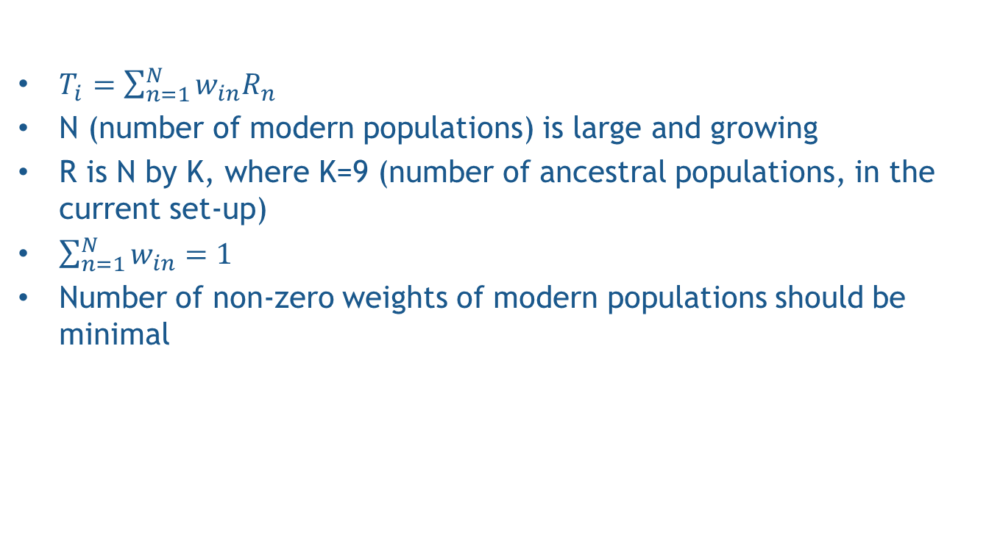 • T_i = ∑_{n=1}^{N} w_{in} R_n
• N (number of modern populations) is large and growing
• R is N by K, where K=9 (number of ancestral populations, in the
current set-up)
• ∑_{n=1}^{N} w_{in} = 1
• Number of non-zero weights of modern populations should be
minimal